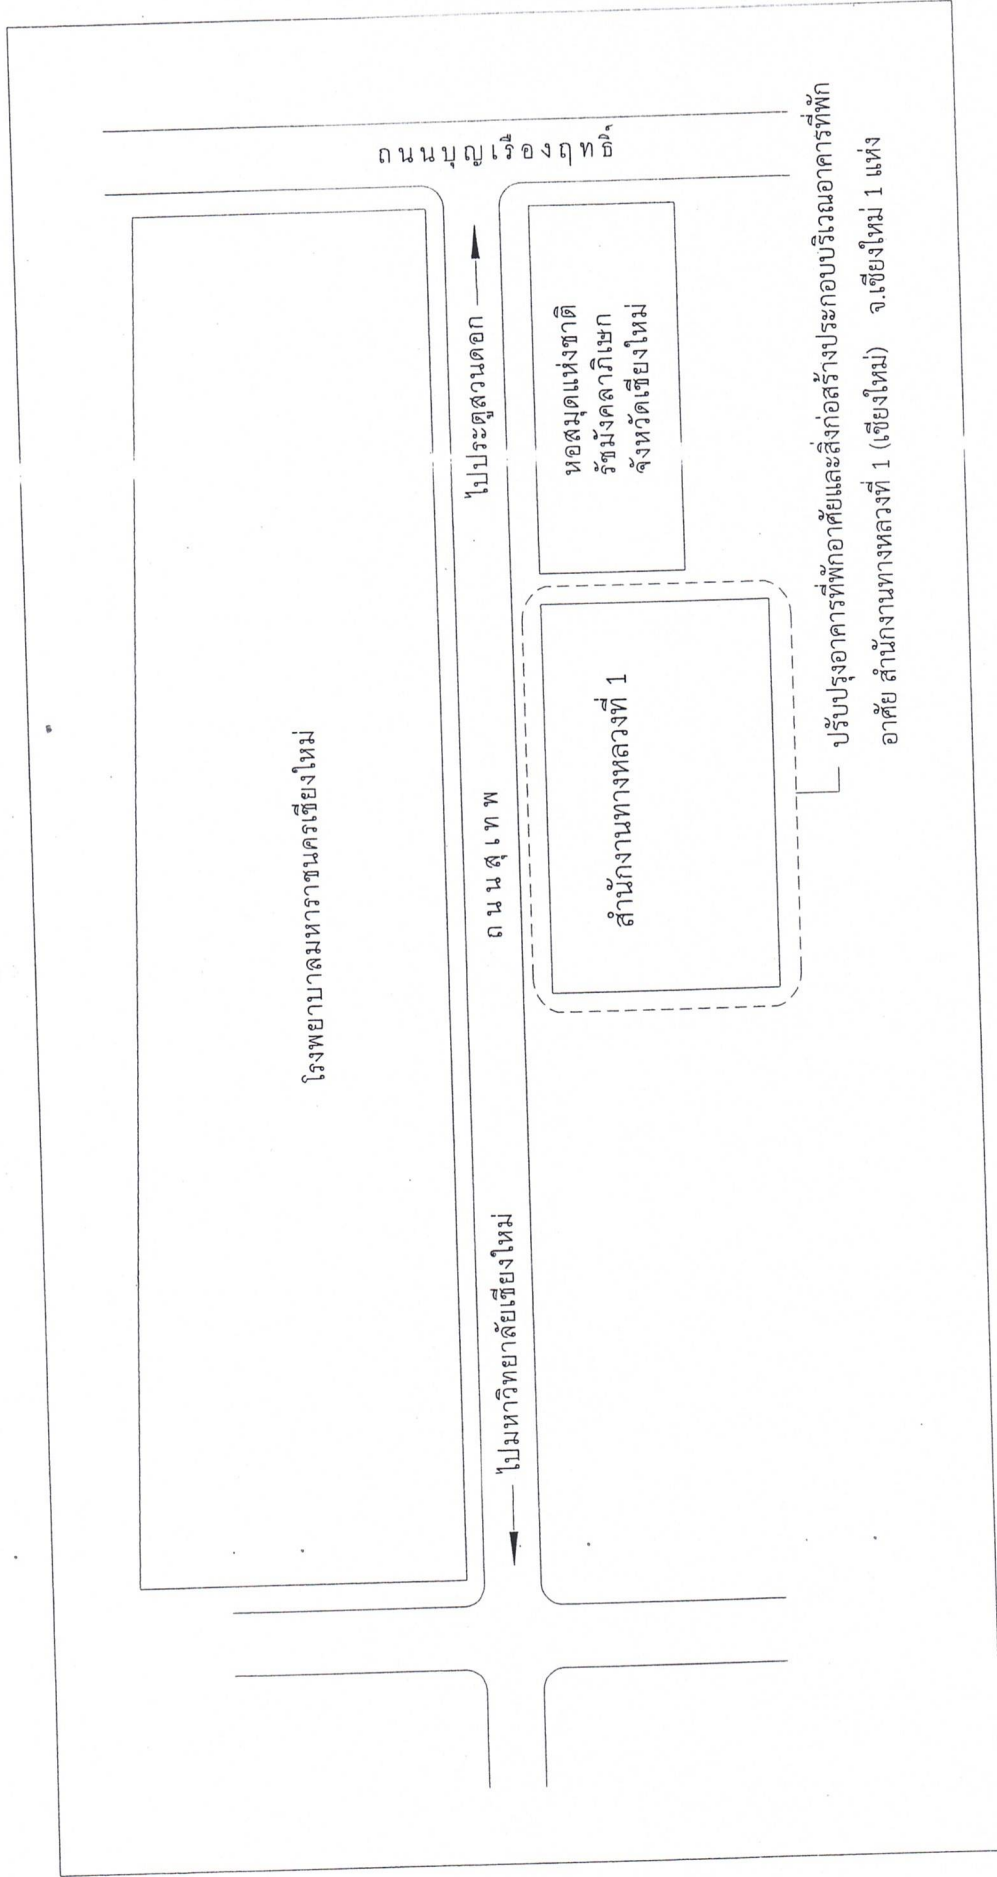 ถนนบุญเรืองฤทธิ์
โรงพยาบาลมหาราชนครเชียงใหม่
ไปมหาวิทยาลัยเชียงใหม่
ถนนสุเทพ
ไปประตูสวนดอก
สำนักงานทางหลวงที่ 1
หอสมุดแห่งชาติ
รัชมังคลาภิเษก
จังหวัดเชียงใหม่
ปรับปรุงอาคารที่พักอาศัยและสิ่งก่อสร้างประกอบบริเวณอาคารที่พัก
อาศัย สำนักงานทางหลวงที่ 1 (เชียงใหม่) จ.เชียงใหม่ 1 แห่ง